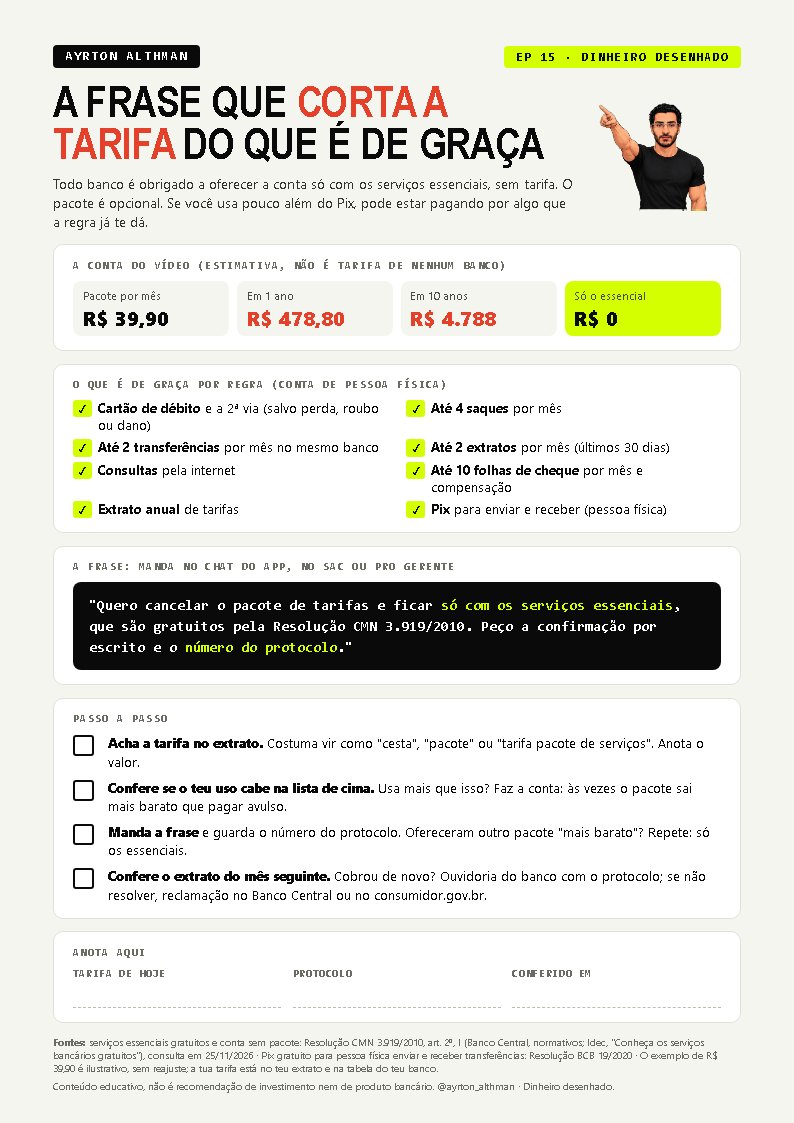 AYRTON ALTHMAN
EP 15 · DINHEIRO DESENHADO
A FRASE QUE CORTA A
TARIFA DO QUE É DE GRAÇA
Todo banco é obrigado a oferecer a conta só com os serviços essenciais, sem tarifa. O
pacote é opcional. Se você usa pouco além do Pix, pode estar pagando por algo que
a regra já te dá.
A CONTA DO VÍDEO (ESTIMATIVA, NÃO É TARIFA DE NENHUM BANCO)
Pacote por mês
R$ 39,90
Em 1 ano
R$ 478,80
Em 10 anos
R$ 4.788
Só o essencial
R$ 0
O QUE É DE GRAÇA POR REGRA (CONTA DE PESSOA FÍSICA)
✓ Cartão de débito e a 2ª via (salvo perda, roubo
ou dano)
✓ Até 4 saques por mês
✓ Até 2 transferências por mês no mesmo banco
✓ Até 2 extratos por mês (últimos 30 dias)
✓ Consultas pela internet
✓ Até 10 folhas de cheque por mês e
compensação
✓ Extrato anual de tarifas
✓ Pix para enviar e receber (pessoa física)
A FRASE: MANDA NO CHAT DO APP, NO SAC OU PRO GERENTE
"Quero cancelar o pacote de tarifas e ficar só com os serviços essenciais,
que são gratuitos pela Resolução CMN 3.919/2010. Peço a confirmação por
escrito e o número do protocolo."
PASSO A PASSO
Acha a tarifa no extrato. Costuma vir como "cesta", "pacote" ou "tarifa pacote de serviços". Anota o
valor.
Confere se o teu uso cabe na lista de cima. Usa mais que isso? Faz a conta: às vezes o pacote sai
mais barato que pagar avulso.
Manda a frase e guarda o número do protocolo. Ofereceram outro pacote "mais barato"? Repete: só
os essenciais.
Confere o extrato do mês seguinte. Cobrou de novo? Ouvidoria do banco com o protocolo; se não
resolver, reclamação no Banco Central ou no consumidor.gov.br.
ANOTA AQUI
TARIFA DE HOJE
PROTOCOLO
CONFERIDO EM
Fontes: serviços essenciais gratuitos e conta sem pacote: Resolução CMN 3.919/2010, art. 2º, I (Banco Central, normativos; Idec, "Conheça os serviços
bancários gratuitos"), consulta em 25/11/2026 · Pix gratuito para pessoa física enviar e receber transferências: Resolução BCB 19/2020 · O exemplo de R$
39,90 é ilustrativo, sem reajuste; a tua tarifa está no teu extrato e na tabela do teu banco.
Conteúdo educativo, não é recomendação de investimento nem de produto bancário. @ayrton_althman · Dinheiro desenhado.